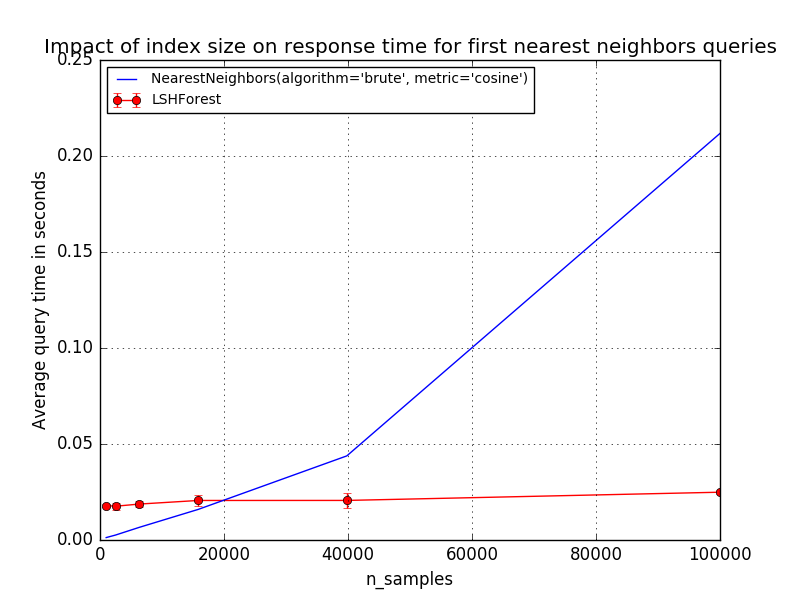 Impact of index size on response time for first nearest neighbors queries
0.25
NearestNeighbors(algorithm='brute', metric='cosine')
LSHForest
0.20
0.15
0.10
0.05
0.00
Average query time in seconds
0 20000 40000 60000 80000 100000
n_samples